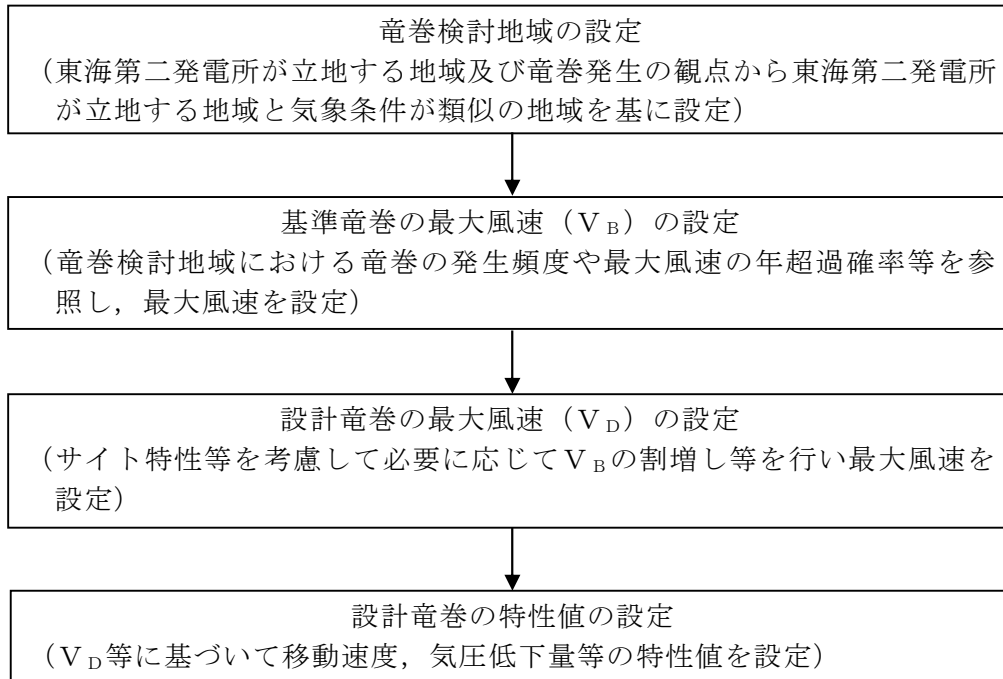 竜巻検討地域の設定
（東海第二発電所が立地する地域及び竜巻発生の観点から東海第二発電所
が立地する地域と気象条件が類似の地域を基に設定）
基準竜巻の最大風速（ＶB）の設定
（竜巻検討地域における竜巻の発生頻度や最大風速の年超過確率等を参
照し，最大風速を設定）
設計竜巻の最大風速（ＶD）の設定
（サイト特性等を考慮して必要に応じてＶBの割増し等を行い最大風速を
設定）
設計竜巻の特性値の設定
（ＶD等に基づいて移動速度，気圧低下量等の特性値を設定）